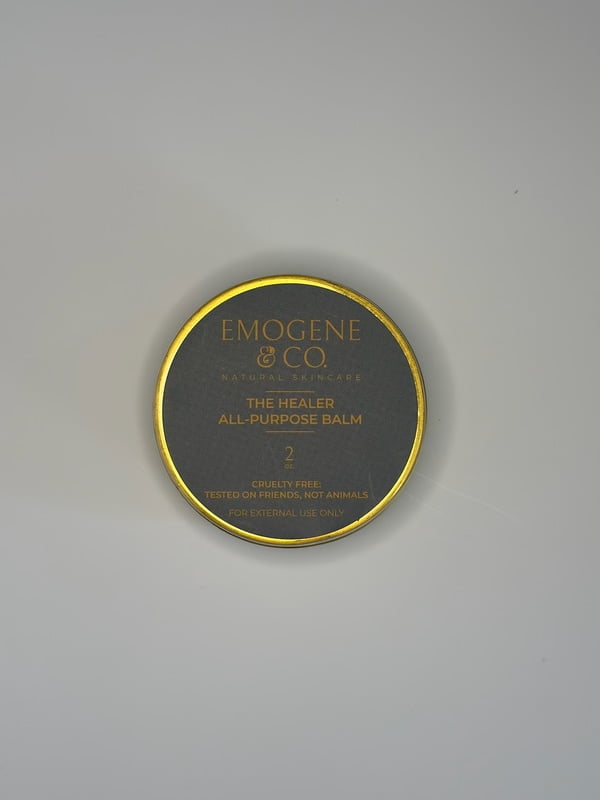 EMOGENE
& CO.
NATURAL SKINCARE
THE HEALER
ALL-PURPOSE BALM
2
OZ.
CRUELTY FREE:
TESTED ON FRIENDS, NOT ANIMALS
FOR EXTERNAL USE ONLY